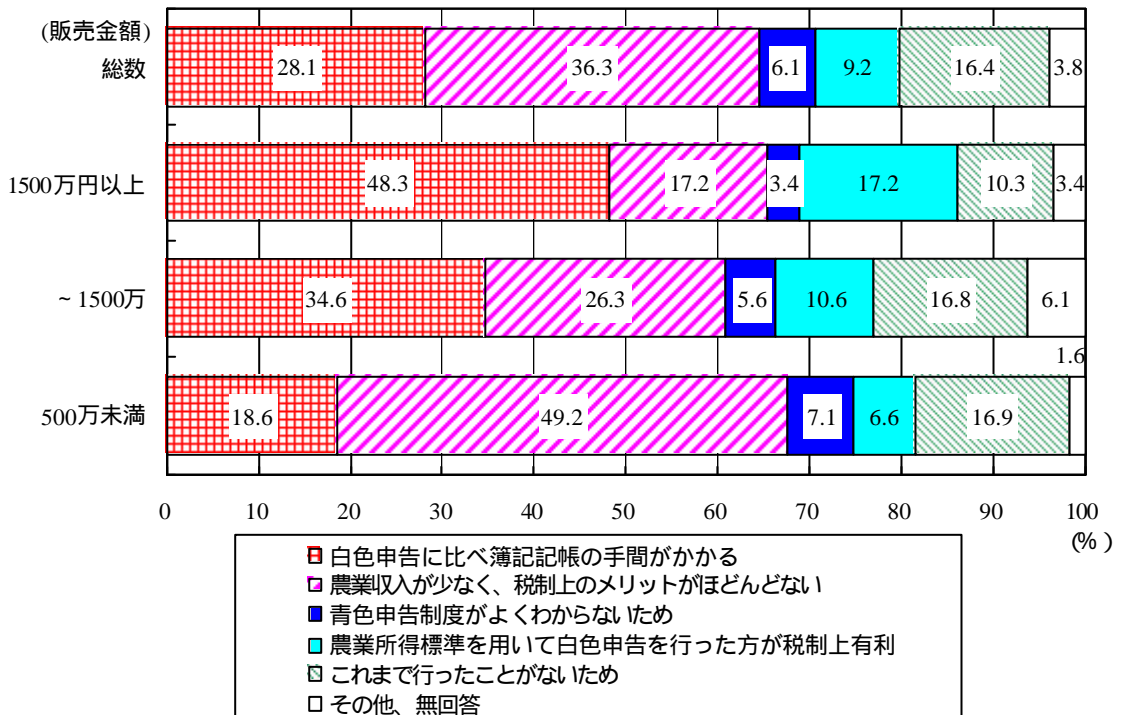 (販売金額)
総数
28.1 36.3 6.1 9.2 16.4 3.8
1500万円以上
48.3 17.2 3.4 17.2 10.3 3.4
~1500万
34.6 26.3 5.6 10.6 16.8 6.1
1.6
500万未満
18.6 49.2 7.1 6.6 16.9
0 10 20 30 40 50 60 70 80 90 100
(%)
白色申告に比べ簿記記帳の手間がかかる
農業収入が少なく、税制上のメリットがほどんどない
青色申告制度がよくわからないため
農業所得標準を用いて白色申告を行った方が税制上有利
これまで行ったことがないため
その他、無回答